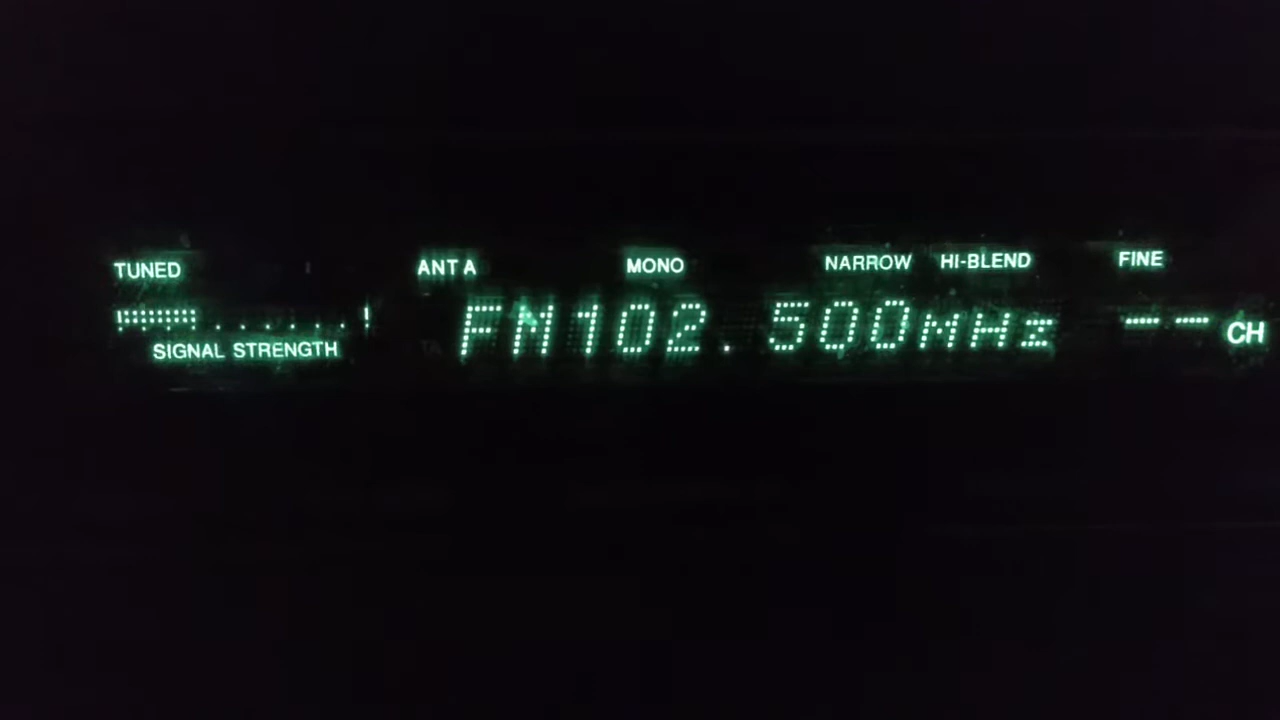 TUNED ANT A MONO NARROW HI-BLEND FINE
FM102.500MHz -- CH
SIGNAL STRENGTH